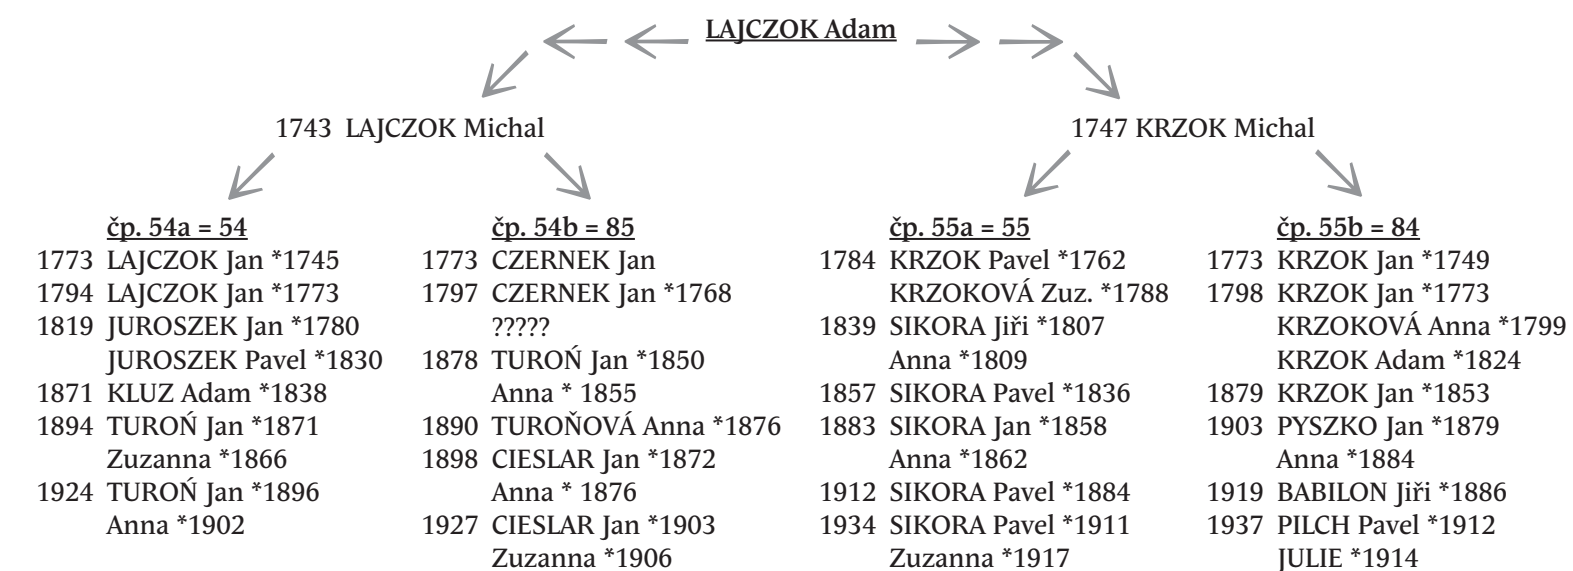 LAJCZOK Adam
1743 LAJCZOK Michal
1747 KRZOK Michal
čp. 54a = 54
1773 LAJCZOK Jan *1745
1794 LAJCZOK Jan *1773
1819 JUROSZEK Jan *1780
JUROSZEK Pavel *1830
1871 KLUZ Adam *1838
1894 TUROŃ Jan *1871
Zuzanna *1866
1924 TUROŃ Jan *1896
Anna *1902
čp. 54b = 85
1773 CZERNEK Jan
1797 CZERNEK Jan *1768
?????
1878 TUROŃ Jan *1850
Anna * 1855
1890 TUROŇOVÁ Anna *1876
1898 CIESLAR Jan *1872
Anna * 1876
1927 CIESLAR Jan *1903
Zuzanna *1906
čp. 55a = 55
1784 KRZOK Pavel *1762
KRZOKOVÁ Zuz. *1788
1839 SIKORA Jiři *1807
Anna *1809
1857 SIKORA Pavel *1836
1883 SIKORA Jan *1858
Anna *1862
1912 SIKORA Pavel *1884
1934 SIKORA Pavel *1911
Zuzanna *1917
čp. 55b = 84
1773 KRZOK Jan *1749
1798 KRZOK Jan *1773
KRZOKOVÁ Anna *1799
KRZOK Adam *1824
1879 KRZOK Jan *1853
1903 PYSZKO Jan *1879
Anna *1884
1919 BABILON Jiři *1886
1937 PILCH Pavel *1912
JULIE *1914